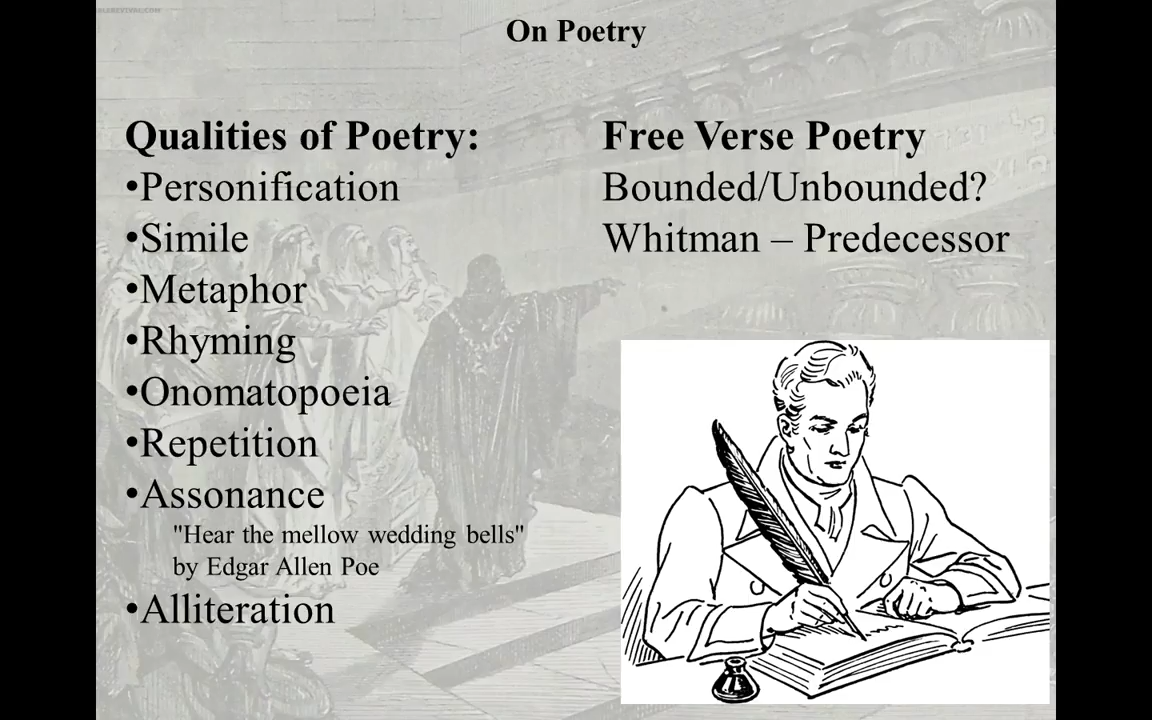 On Poetry
Qualities of Poetry:
•Personification
•Simile
•Metaphor
•Rhyming
•Onomatopoeia
•Repetition
•Assonance
"Hear the mellow wedding bells"
by Edgar Allen Poe
•Alliteration
Free Verse Poetry
Bounded/Unbounded?
Whitman – Predecessor